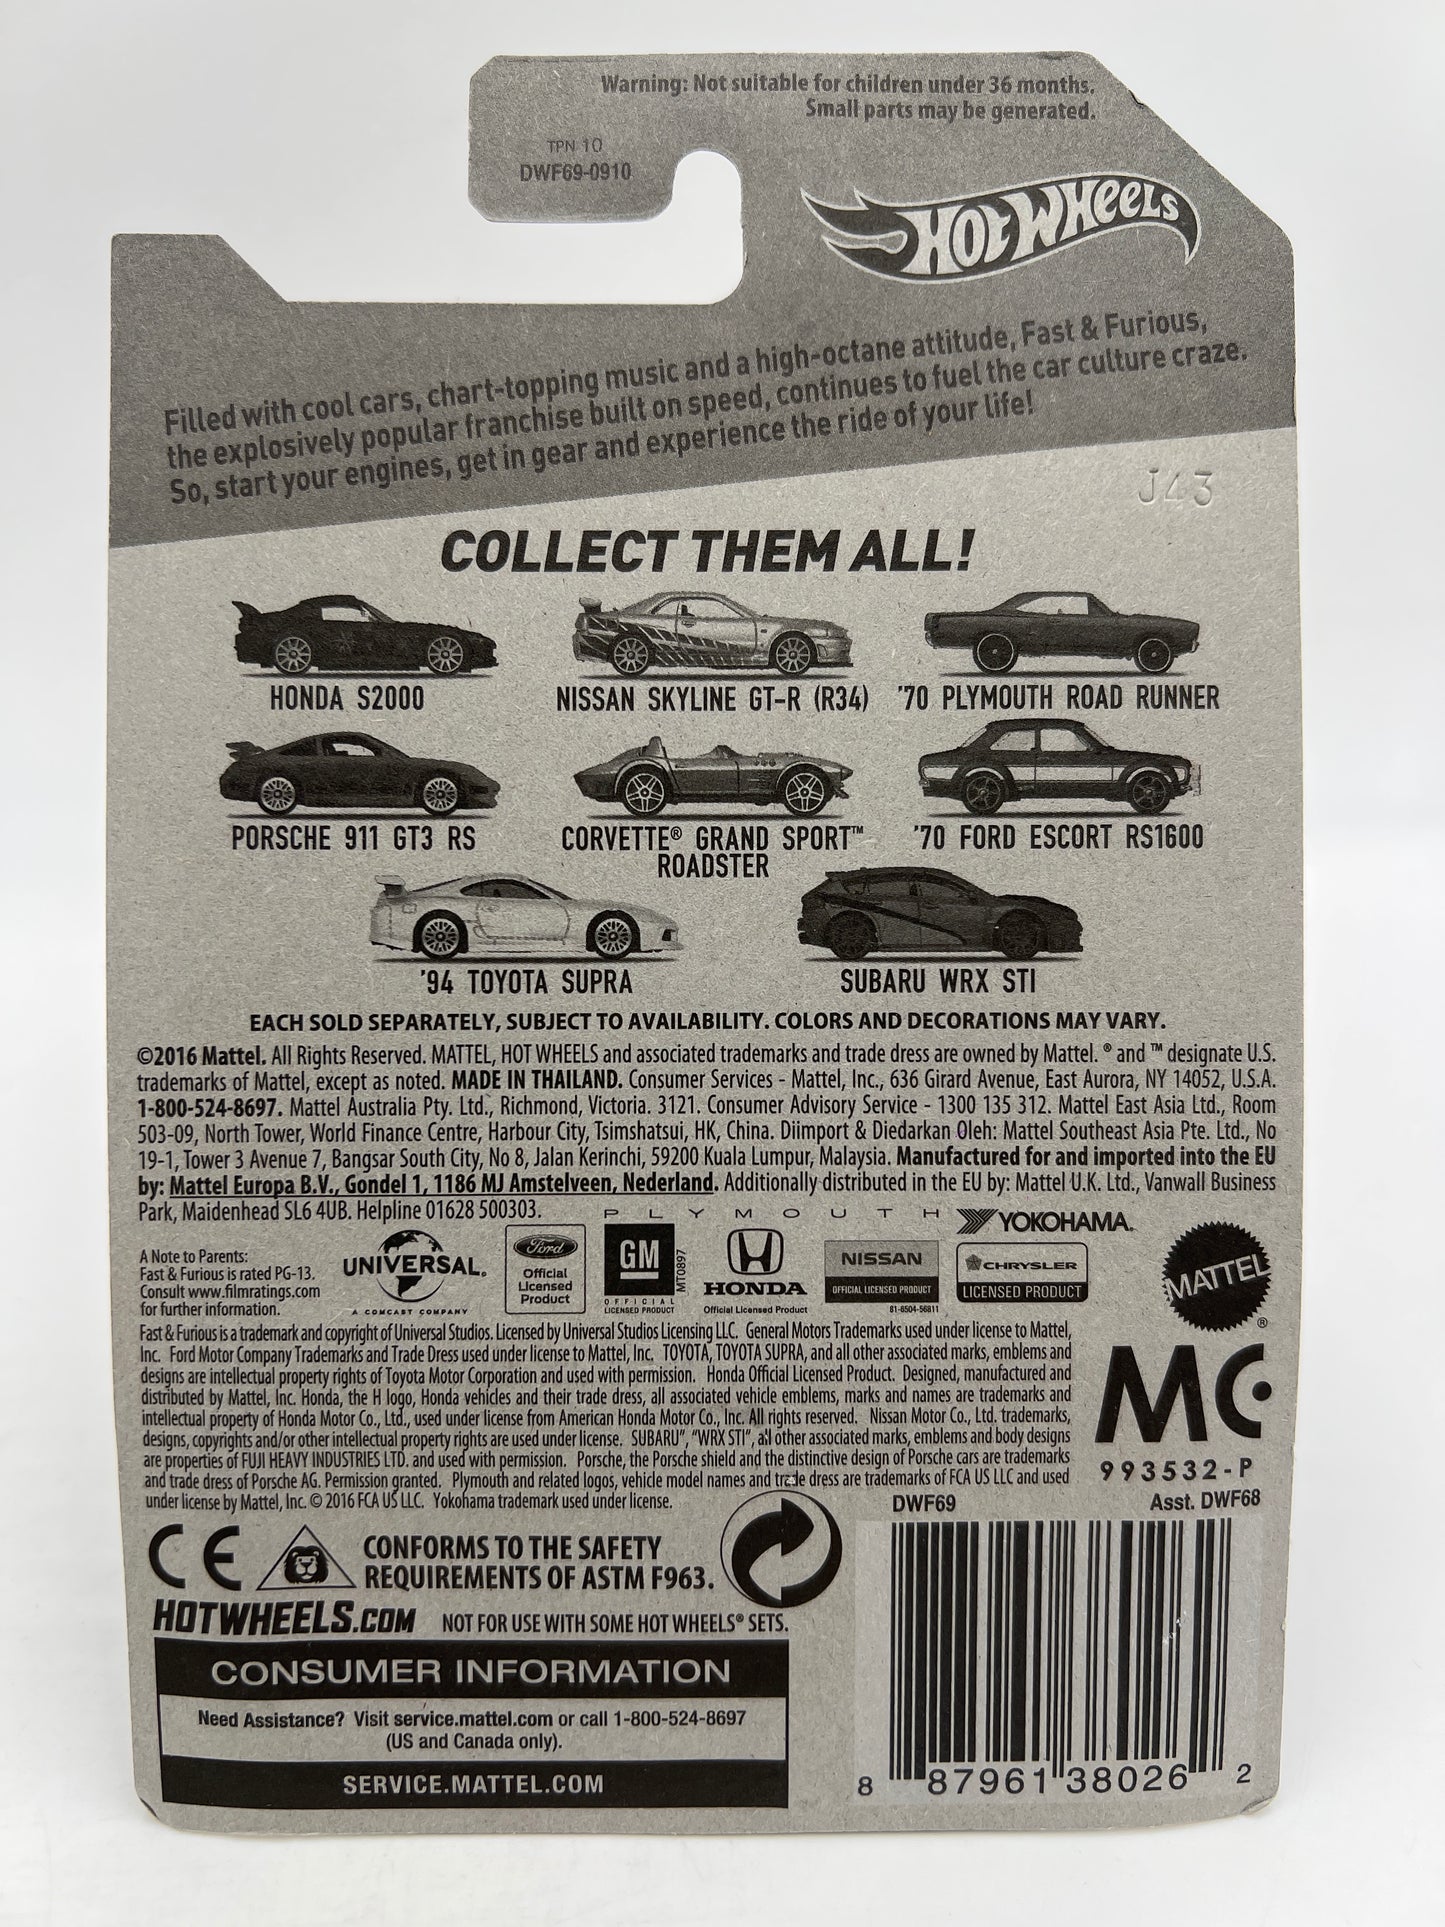 Warning: Not suitable for children under 36 months.
Small parts may be generated.
TPN 10
DWF69-0910
HOT WHEELS
Filled with cool cars, chart-topping music and a high-octane attitude, Fast & Furious,
the explosively popular franchise built on speed, continues to fuel the car culture craze.
So, start your engines, get in gear and experience the ride of your life!
J43
COLLECT THEM ALL!
HONDA S2000
NISSAN SKYLINE GT-R (R34)
'70 PLYMOUTH ROAD RUNNER
PORSCHE 911 GT3 RS
CORVETTE® GRAND SPORT™
ROADSTER
'70 FORD ESCORT RS1600
'94 TOYOTA SUPRA
SUBARU WRX STI
EACH SOLD SEPARATELY, SUBJECT TO AVAILABILITY. COLORS AND DECORATIONS MAY VARY.
©2016 Mattel. All Rights Reserved. MATTEL, HOT WHEELS and associated trademarks and trade dress are owned by Mattel. ® and ™ designate U.S.
trademarks of Mattel, except as noted. MADE IN THAILAND. Consumer Services - Mattel, Inc., 636 Girard Avenue, East Aurora, NY 14052, U.S.A.
1-800-524-8697. Mattel Australia Pty. Ltd., Richmond, Victoria. 3121. Consumer Advisory Service - 1300 135 312. Mattel East Asia Ltd., Room
503-09, North Tower, World Finance Centre, Harbour City, Tsimshatsui, HK, China. Diimport & Diedarkan Oleh: Mattel Southeast Asia Pte. Ltd., No
19-1, Tower 3 Avenue 7, Bangsar South City, No 8, Jalan Kerinchi, 59200 Kuala Lumpur, Malaysia. Manufactured for and imported into the EU
by: Mattel Europa B.V., Gondel 1, 1186 MJ Amstelveen, Nederland. Additionally distributed in the EU by: Mattel U.K. Ltd., Vanwall Business
Park, Maidenhead SL6 4UB. Helpline 01628 500303.
PLYMOUTH
YOKOHAMA.
A Note to Parents:
Fast & Furious is rated PG-13.
Consult www.filmratings.com
for further information.
UNIVERSAL.
A COMCAST COMPANY
Ford
Official
Licensed
Product
GM
OFFICIAL
LICENSED PRODUCT
MT0897
HONDA
Official Licensed Product
NISSAN
OFFICIAL LICENSED PRODUCT
81-6504-56811
CHRYSLER
LICENSED PRODUCT
MATTEL
®
Fast & Furious is a trademark and copyright of Universal Studios. Licensed by Universal Studios Licensing LLC. General Motors Trademarks used under license to Mattel,
Inc. Ford Motor Company Trademarks and Trade Dress used under license to Mattel, Inc. TOYOTA, TOYOTA SUPRA, and all other associated marks, emblems and
designs are intellectual property rights of Toyota Motor Corporation and used with permission. Honda Official Licensed Product. Designed, manufactured and
distributed by Mattel, Inc. Honda, the H logo, Honda vehicles and their trade dress, all associated vehicle emblems, marks and names are trademarks and
intellectual property of Honda Motor Co., Ltd., used under license from American Honda Motor Co., Inc. All rights reserved. Nissan Motor Co., Ltd. trademarks,
designs, copyrights and/or other intellectual property rights are used under license. SUBARU", "WRX STI", all other associated marks, emblems and body designs
are properties of FUJI HEAVY INDUSTRIES LTD. and used with permission. Porsche, the Porsche shield and the distinctive design of Porsche cars are trademarks
and trade dress of Porsche AG. Permission granted. Plymouth and related logos, vehicle model names and trade dress are trademarks of FCA US LLC and used
under license by Mattel, Inc. © 2016 FCA US LLC. Yokohama trademark used under license.
MC
993532-P
DWF69
Asst. DWF68
CE
CONFORMS TO THE SAFETY
REQUIREMENTS OF ASTM F963.
HOTWHEELS.COM
NOT FOR USE WITH SOME HOT WHEELS® SETS.
CONSUMER INFORMATION
Need Assistance? Visit service.mattel.com or call 1-800-524-8697
(US and Canada only).
SERVICE.MATTEL.COM
8 87961 38026 2